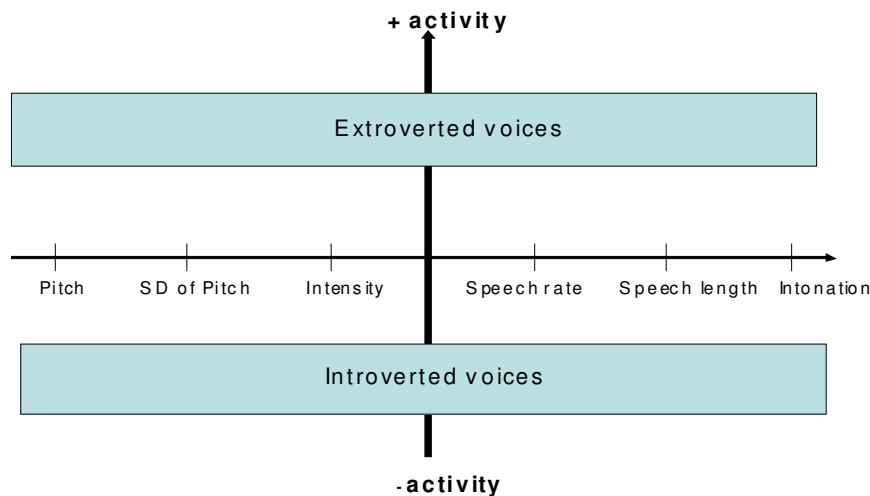 + activity
Extroverted voices
Pitch SD of Pitch Intensity Speech rate Speech length Intonation
Introverted voices
- activity